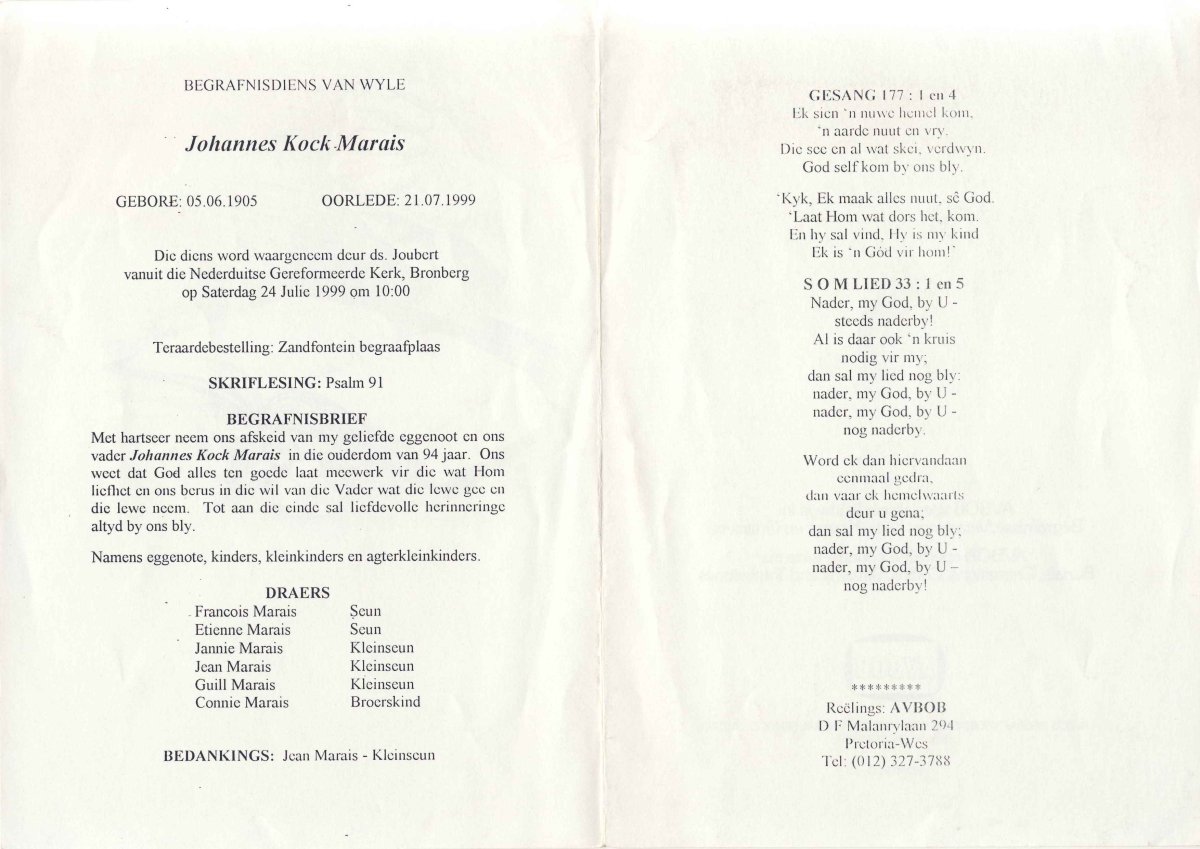 BEGRAFNISDIENS VAN WYLE
Johannes Kock Marais
GEBORE: 05.06.1905 OORLEDE: 21.07.1999
Die diens word waargeneem deur ds. Joubert
vanuit die Nederduitse Gereformeerde Kerk, Bronberg
op Saterdag 24 Julie 1999 om 10:00
Teraardebestelling: Zandfontein begraafplaas
SKRIFLESING: Psalm 91
BEGRAFNISBRIEF
Met hartseer neem ons afskeid van my geliefde eggenoot en ons
vader Johannes Kock Marais in die ouderdom van 94 jaar. Ons
weet dat God alles ten goede laat meewerk vir die wat Hom
liefhet en ons berus in die wil van die Vader wat die lewe gee en
die lewe neem. Tot aan die einde sal liefdevolle herinneringe
altyd by ons bly.
Namens eggenote, kinders, kleinkinders en agterkleinkinders.
DRAERS
Francois Marais Seun
Etienne Marais Seun
Jannie Marais Kleinseun
Jean Marais Kleinseun
Guill Marais Kleinseun
Connie Marais Broerskind
BEDANKINGS: Jean Marais - Kleinseun
GESANG 177 : 1 en 4
Ek sien 'n nuwe hemel kom,
'n aarde nuut en vry.
Die see en al wat skei, verdwyn.
God self kom by ons bly.
'Kyk, Ek maak alles nuut, sê God.
'Laat Hom wat dors het, kom.
En hy sal vind, Hy is my kind
Ek is 'n God vir hom!'
S O M LIED 33 : 1 en 5
Nader, my God, by U -
steeds naderby!
Al is daar ook 'n kruis
nodig vir my;
dan sal my lied nog bly:
nader, my God, by U -
nader, my God, by U -
nog naderby.
Word ek dan hiervandaan
eenmaal gedra,
dan vaar ek hemelwaarts
deur u gena;
dan sal my lied nog bly;
nader, my God, by U -
nader, my God, by U –
nog naderby!
*********
Reëlings: AVBOB
D F Malanrylaan 294
Pretoria-Wes
Tel: (012) 327-3788